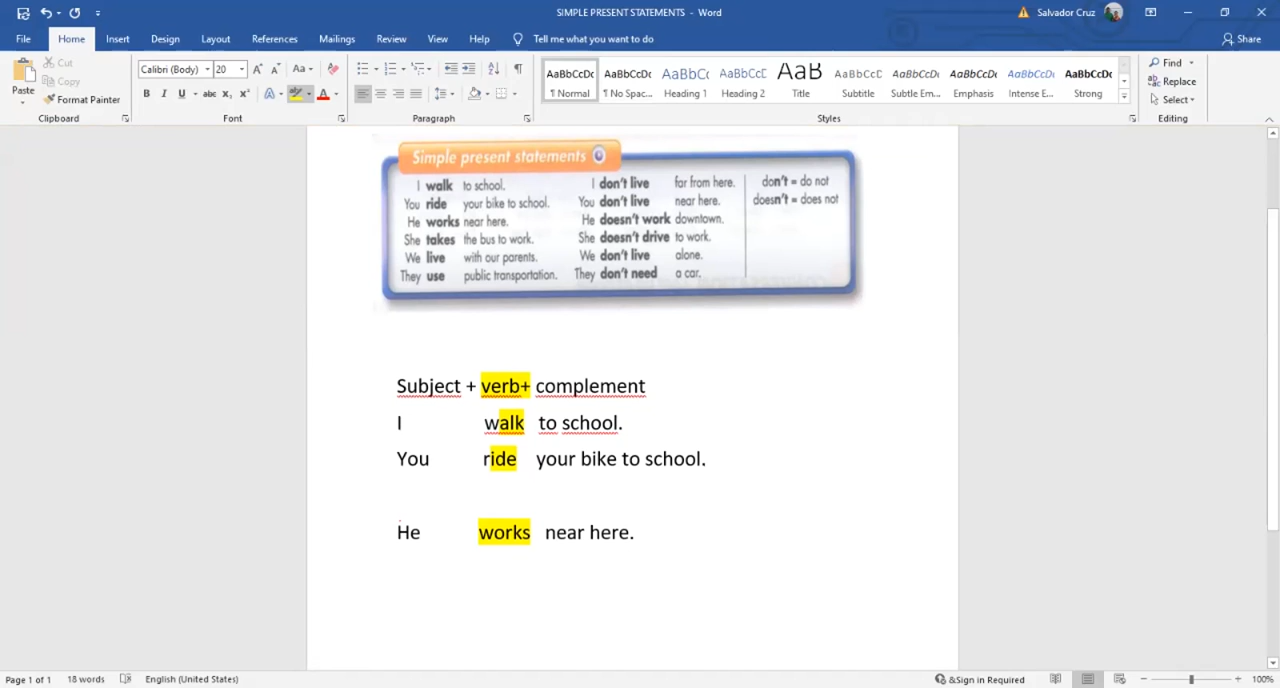 SIMPLE PRESENT STATEMENTS - Word
Salvador Cruz
File Home Insert Design Layout References Mailings Review View Help Tell me what you want to do Share
Paste
Cut
Copy
Format Painter
Clipboard
Calibri (Body) 20
Font
Paragraph
AaBbCcDc AaBbCcDc AaBbCc AaBbCcD AaB AaBbCcD AaBbCcDt AaBbCcDt AaBbCcDt AaBbCcDc
¶ Normal ¶ No Spac... Heading 1 Heading 2 Title Subtitle Subtle Em... Emphasis Intense E... Strong
Styles
Find
Replace
Select
Editing
Simple present statements
I walk to school. I don't live far from here. don't = do not
You ride your bike to school. You don't live near here. doesn't = does not
He works near here. He doesn't work downtown.
She takes the bus to work. She doesn't drive to work.
We live with our parents. We don't live alone.
They use public transportation. They don't need a car.
Subject + verb+ complement
I walk to school.
You ride your bike to school.
He works near here.
Page 1 of 1 18 words English (United States) &Sign in Required 100%